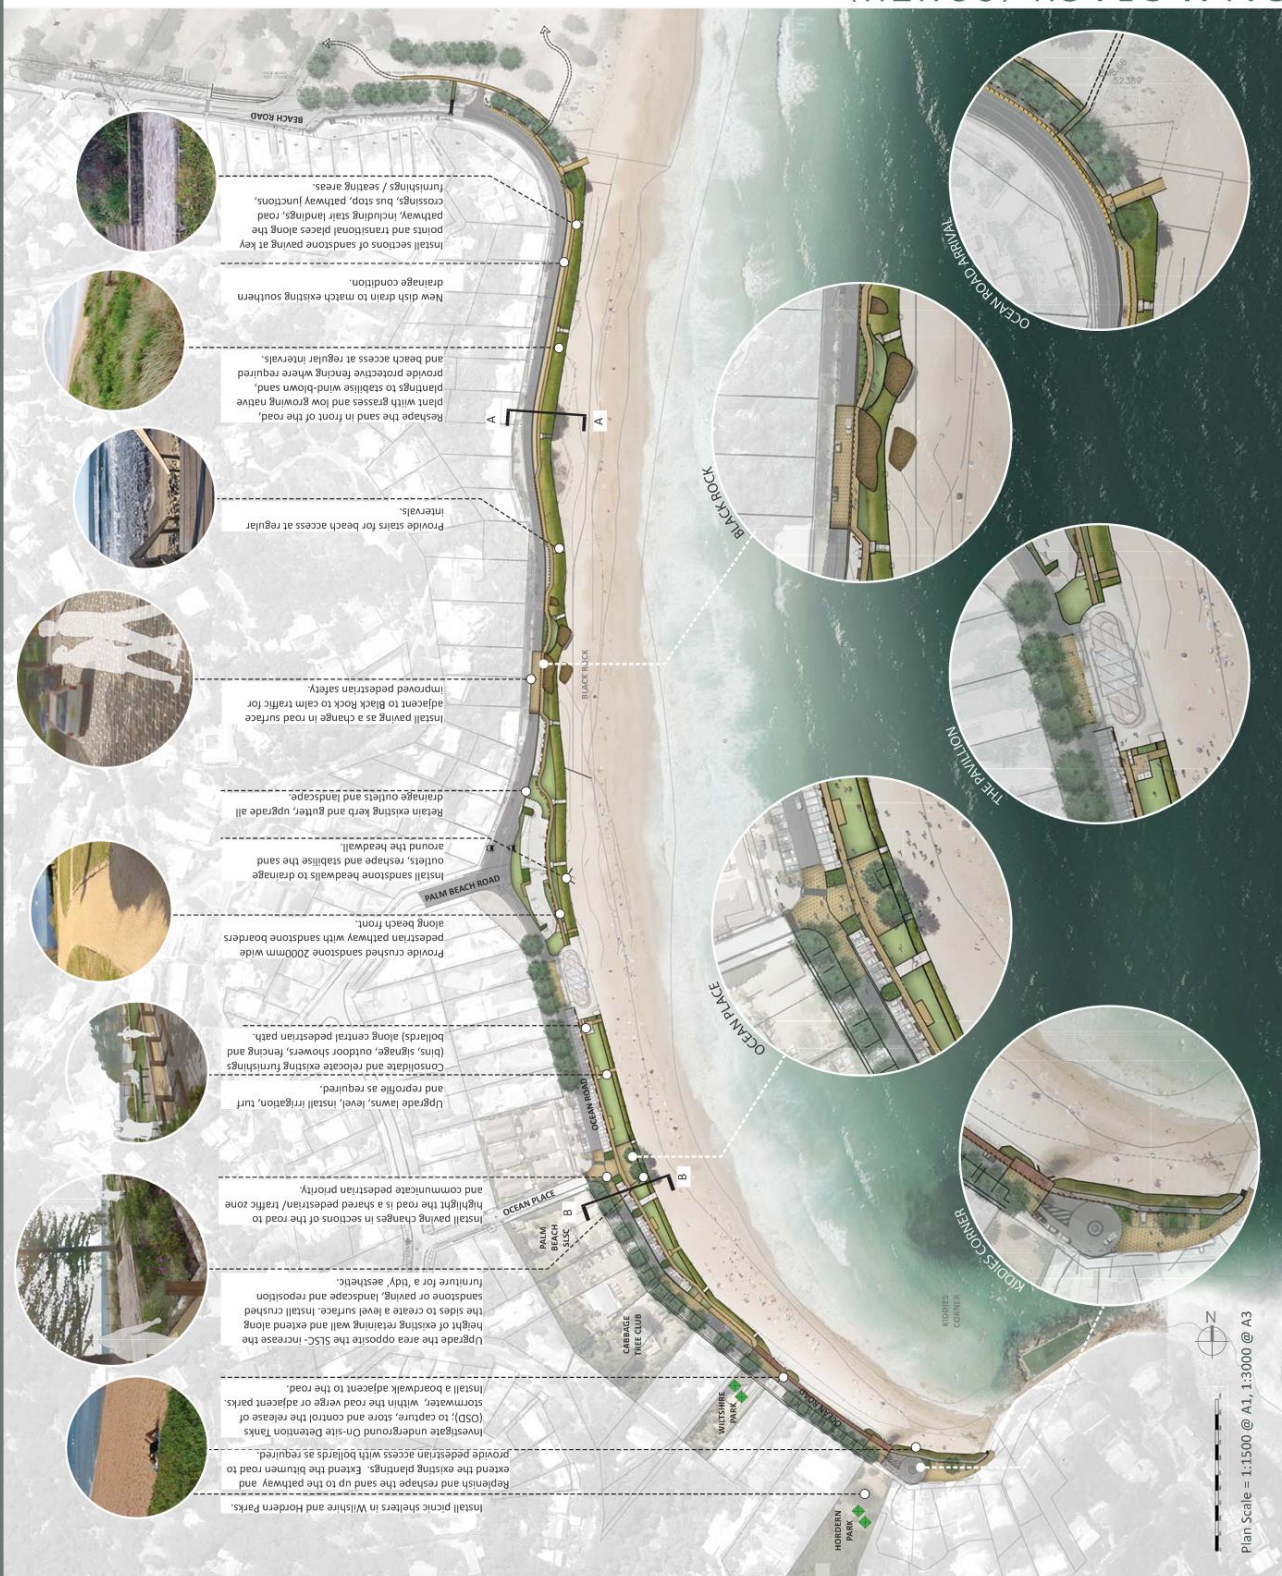 Install picnic shelters in Wilshire and Hordern Parks.
Replenish and reshape the sand up to the pathway and
extend the existing plantings. Extend the bitumen road to
provide pedestrian access with bollards as required.
Investigate underground On-site Detention Tanks
(OSD); to capture, store and control the release of
stormwater, within the road verge or adjacent parks.
Install a boardwalk adjacent to the road.
Upgrade the area opposite the SLSC- increase the
height of existing retaining wall and extend along
the sides to create a level surface. Install crushed
sandstone or paving, landscape and reposition
furniture for a 'tidy' aesthetic.
Install paving changes in sections of the road to
highlight the road is a shared pedestrian/ traffic zone
and communicate pedestrian priority.
Upgrade lawns, level, install irrigation, turf
and reprofile as required.
Consolidate and relocate existing furnishings
(bins, signage, outdoor showers, fencing and
bollards) along central pedestrian path.
Provide crushed sandstone 2000mm wide
pedestrian pathway with sandstone boarders
along beach front.
Install sandstone headwalls to drainage
outlets, reshape and stabilise the sand
around the headwall.
Retain existing kerb and gutter, upgrade all
drainage outlets and landscape.
Install paving as a change in road surface
adjacent to Black Rock to calm traffic for
improved pedestrian safety.
Provide stairs for beach access at regular
intervals.
Reshape the sand in front of the road,
plant wiith grasses and low growing native
plantings to stabilise wind-blown sand,
provide protective fencing where required
and beach access at regular intervals.
New dish drain to match existing southern
drainage condition.
Install sections of sandstone paving at key
points and transitional places along the
pathway, including stair landings, road
crossings, bus stop, pathway junctions,
furnishings / seating areas.
HORDERN
PARK
WILTSHIRE
PARK
CABBAGE
TREE CLUB
PALM
BEACH
SLSC
OCEAN PLACE
OCEAN ROAD
OCEAN ROAD
PALM BEACH ROAD
BEACH ROAD
BLACK ROCK
KIDDIES
CORNER
A
A
B
B
KIDDIES CORNER
OCEAN PLACE
THE PAVILLION
BLACK ROCK
OCEAN ROAD ARRIVAL
52389
N
Plan Scale = 1:1500 @ A1, 1:3000 @ A3